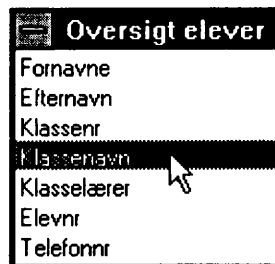 Oversigt elever
Fornavne
Efternavn
Klassenr
Klassenavn
Klasselærer
Elevnr
Telefonnr